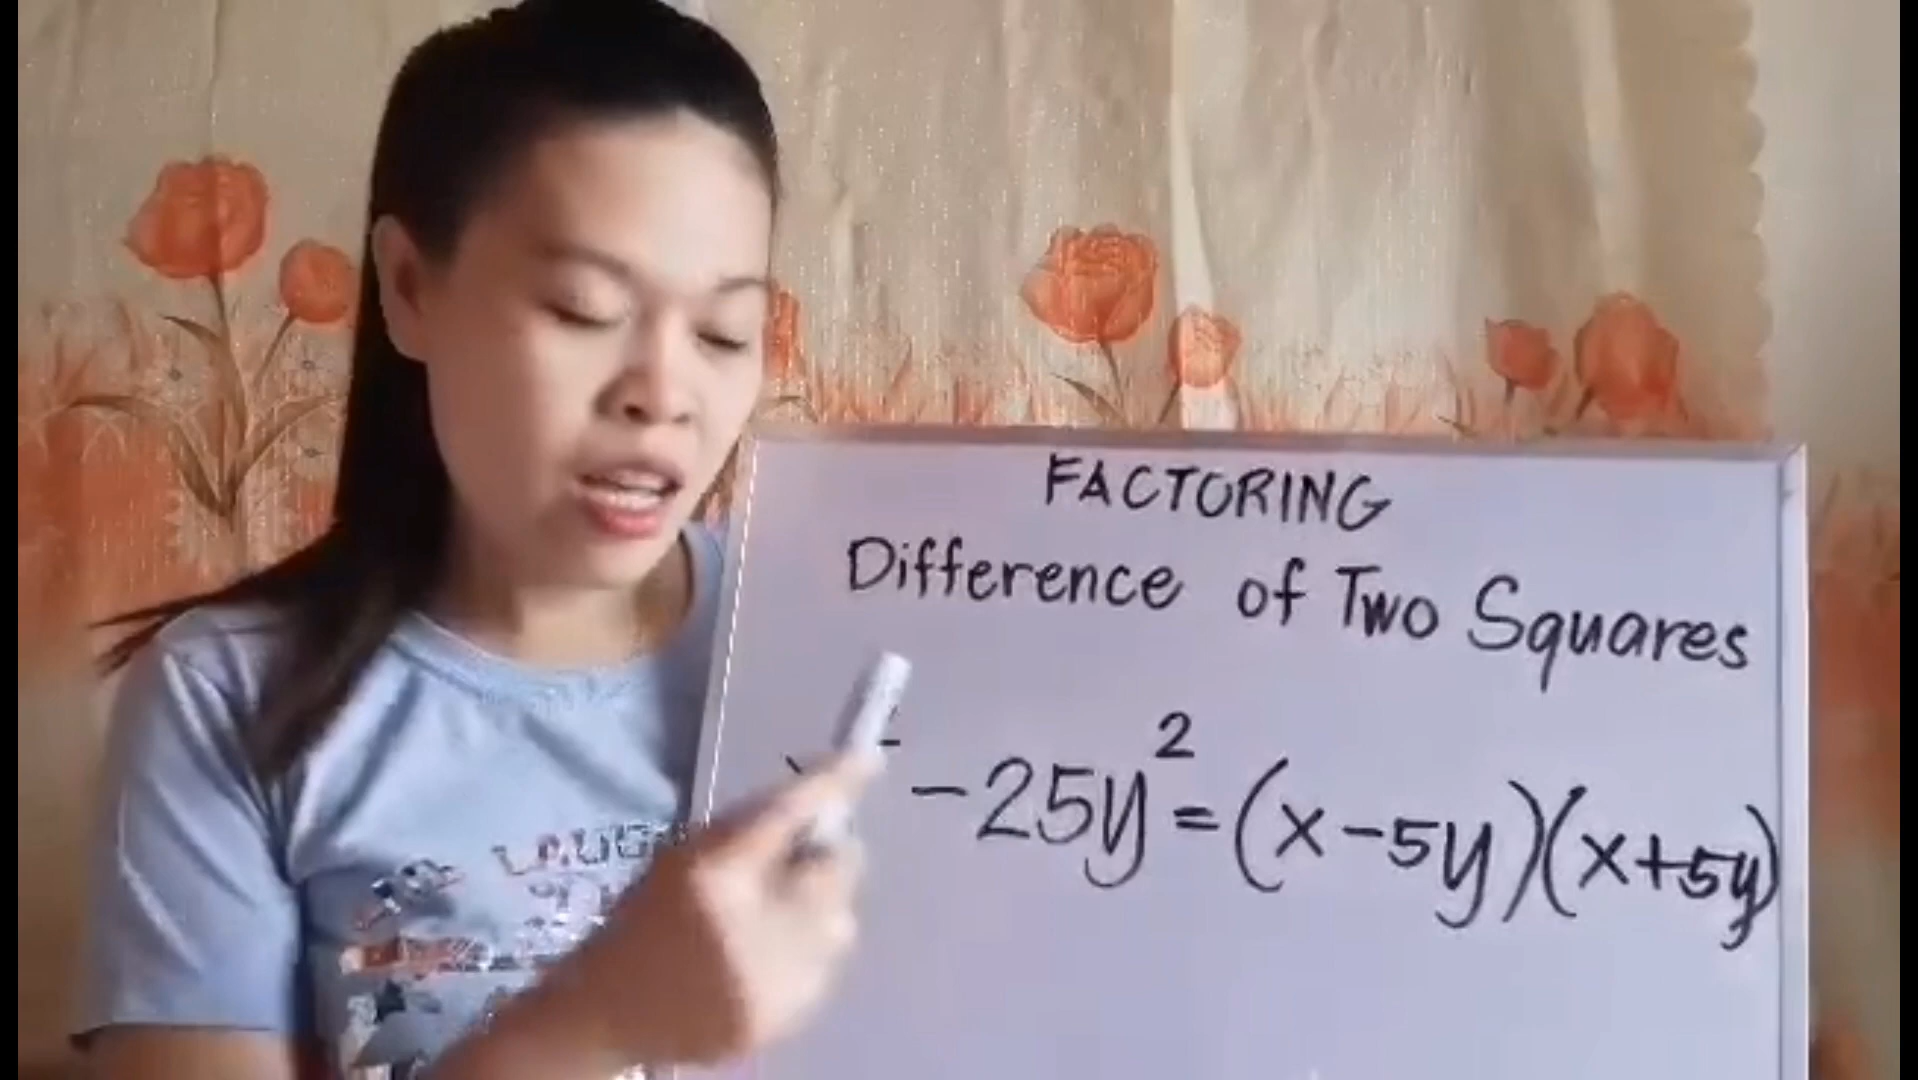 FACTORING
Difference of Two Squares
- 25y² = (x - 5y)(x + 5y)